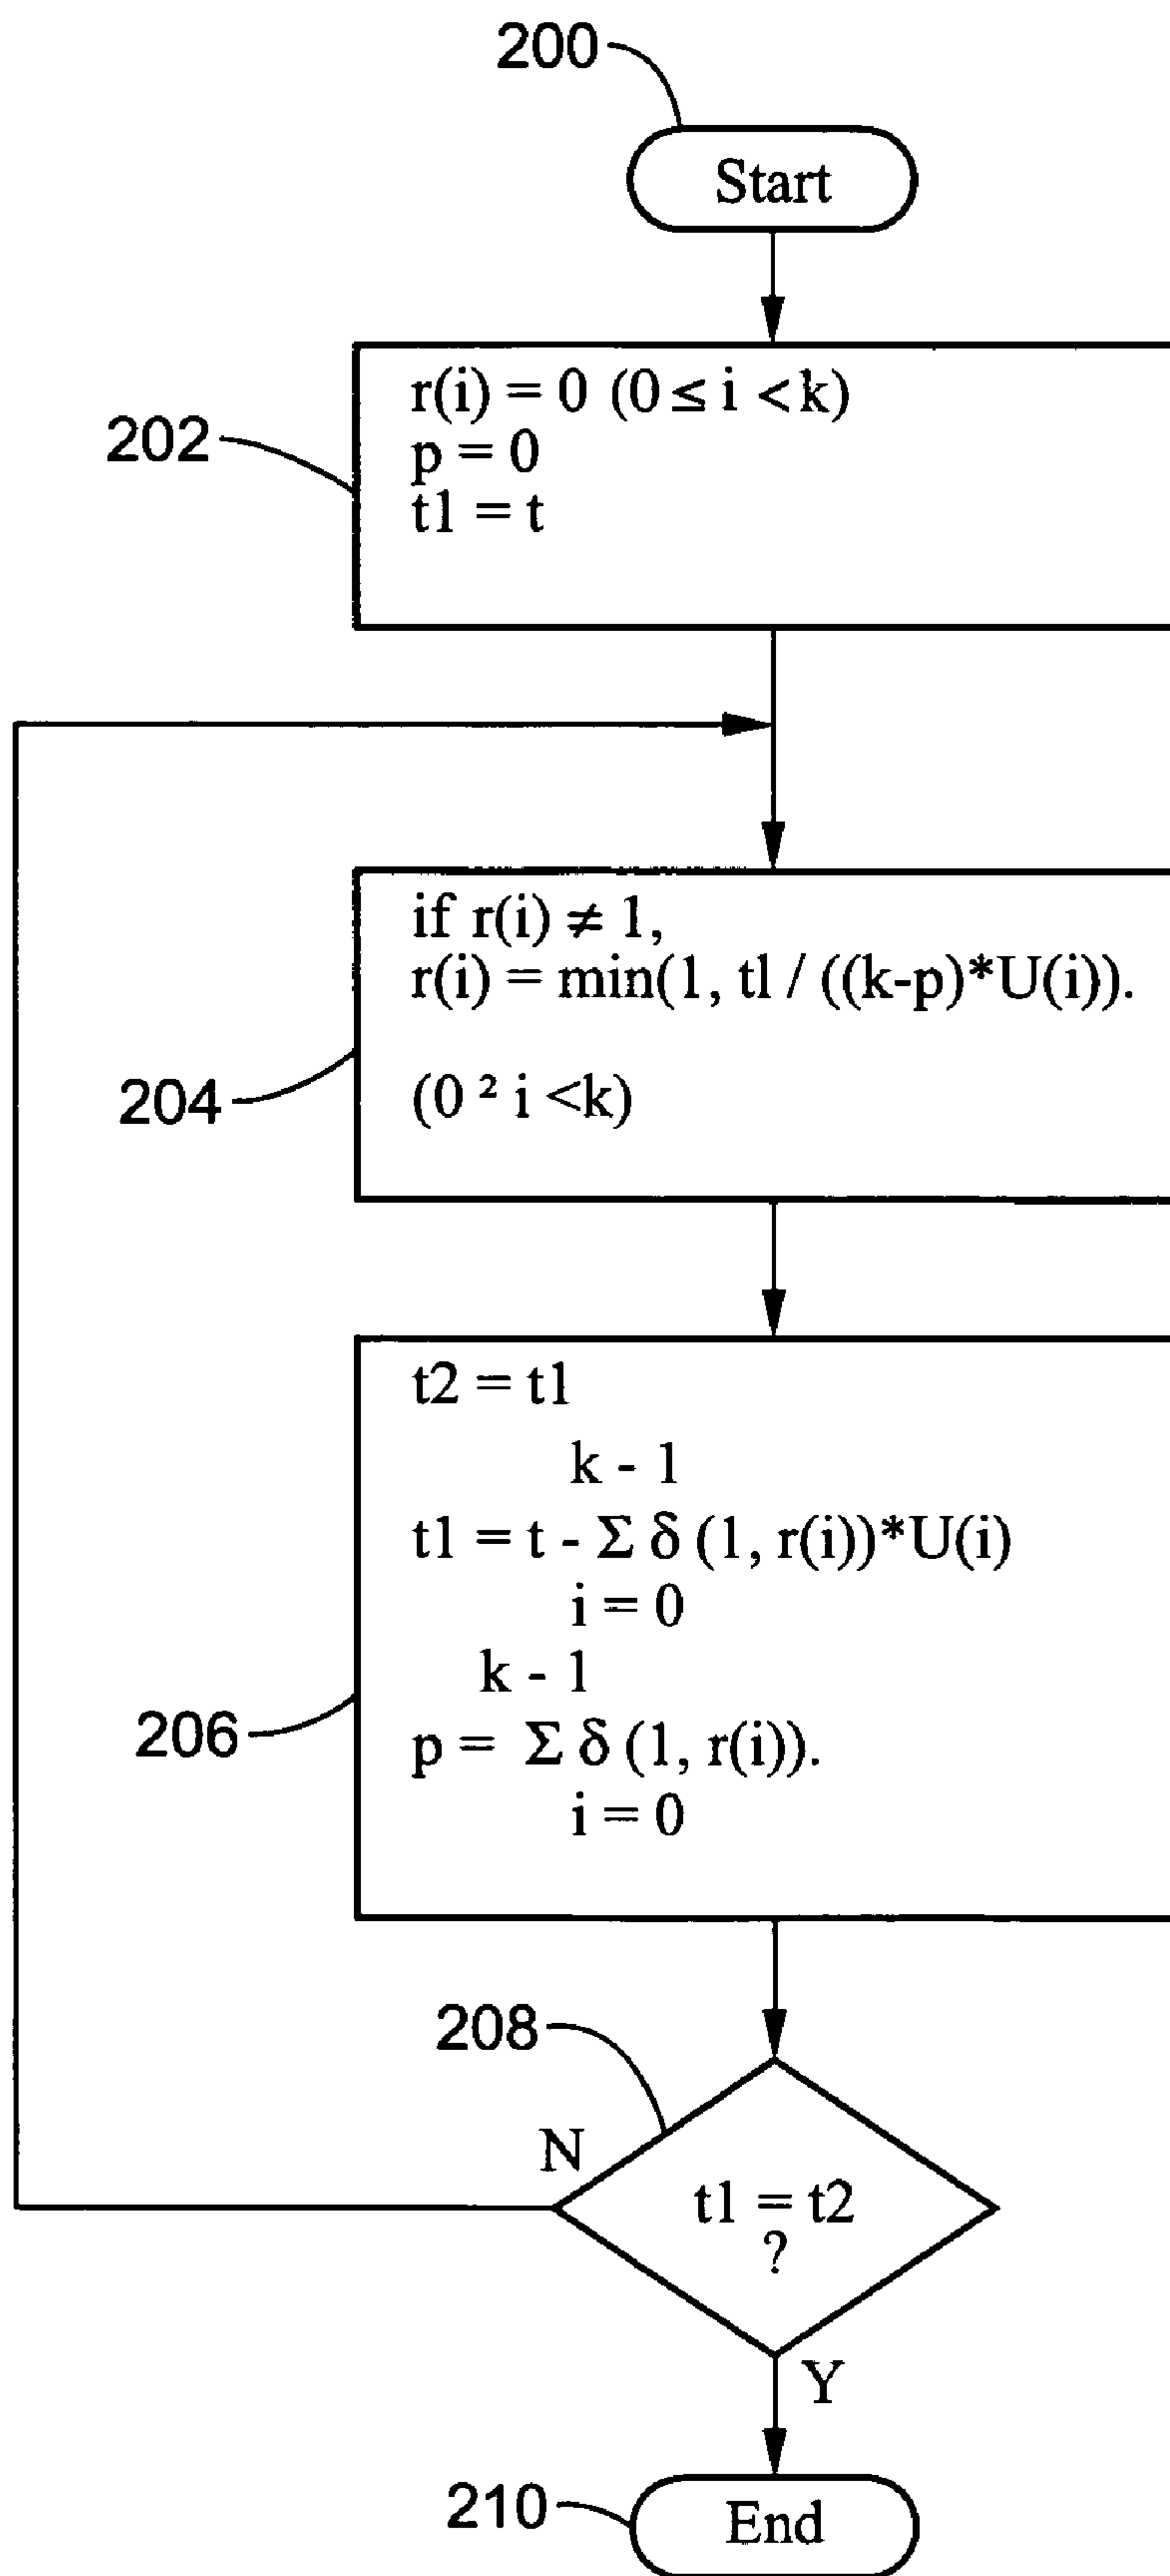 200
Start
202
r(i) = 0 (0 ≤ i < k)
p = 0
t1 = t
204
if r(i) ≠ 1,
r(i) = min(1, tl / ((k-p)*U(i)).
(0 ² i <k)
206
t2 = t1
k - 1
t1 = t - Σ δ (1, r(i))*U(i)
i = 0
k - 1
p = Σ δ (1, r(i)).
i = 0
208
N
t1 = t2
?
Y
210
End